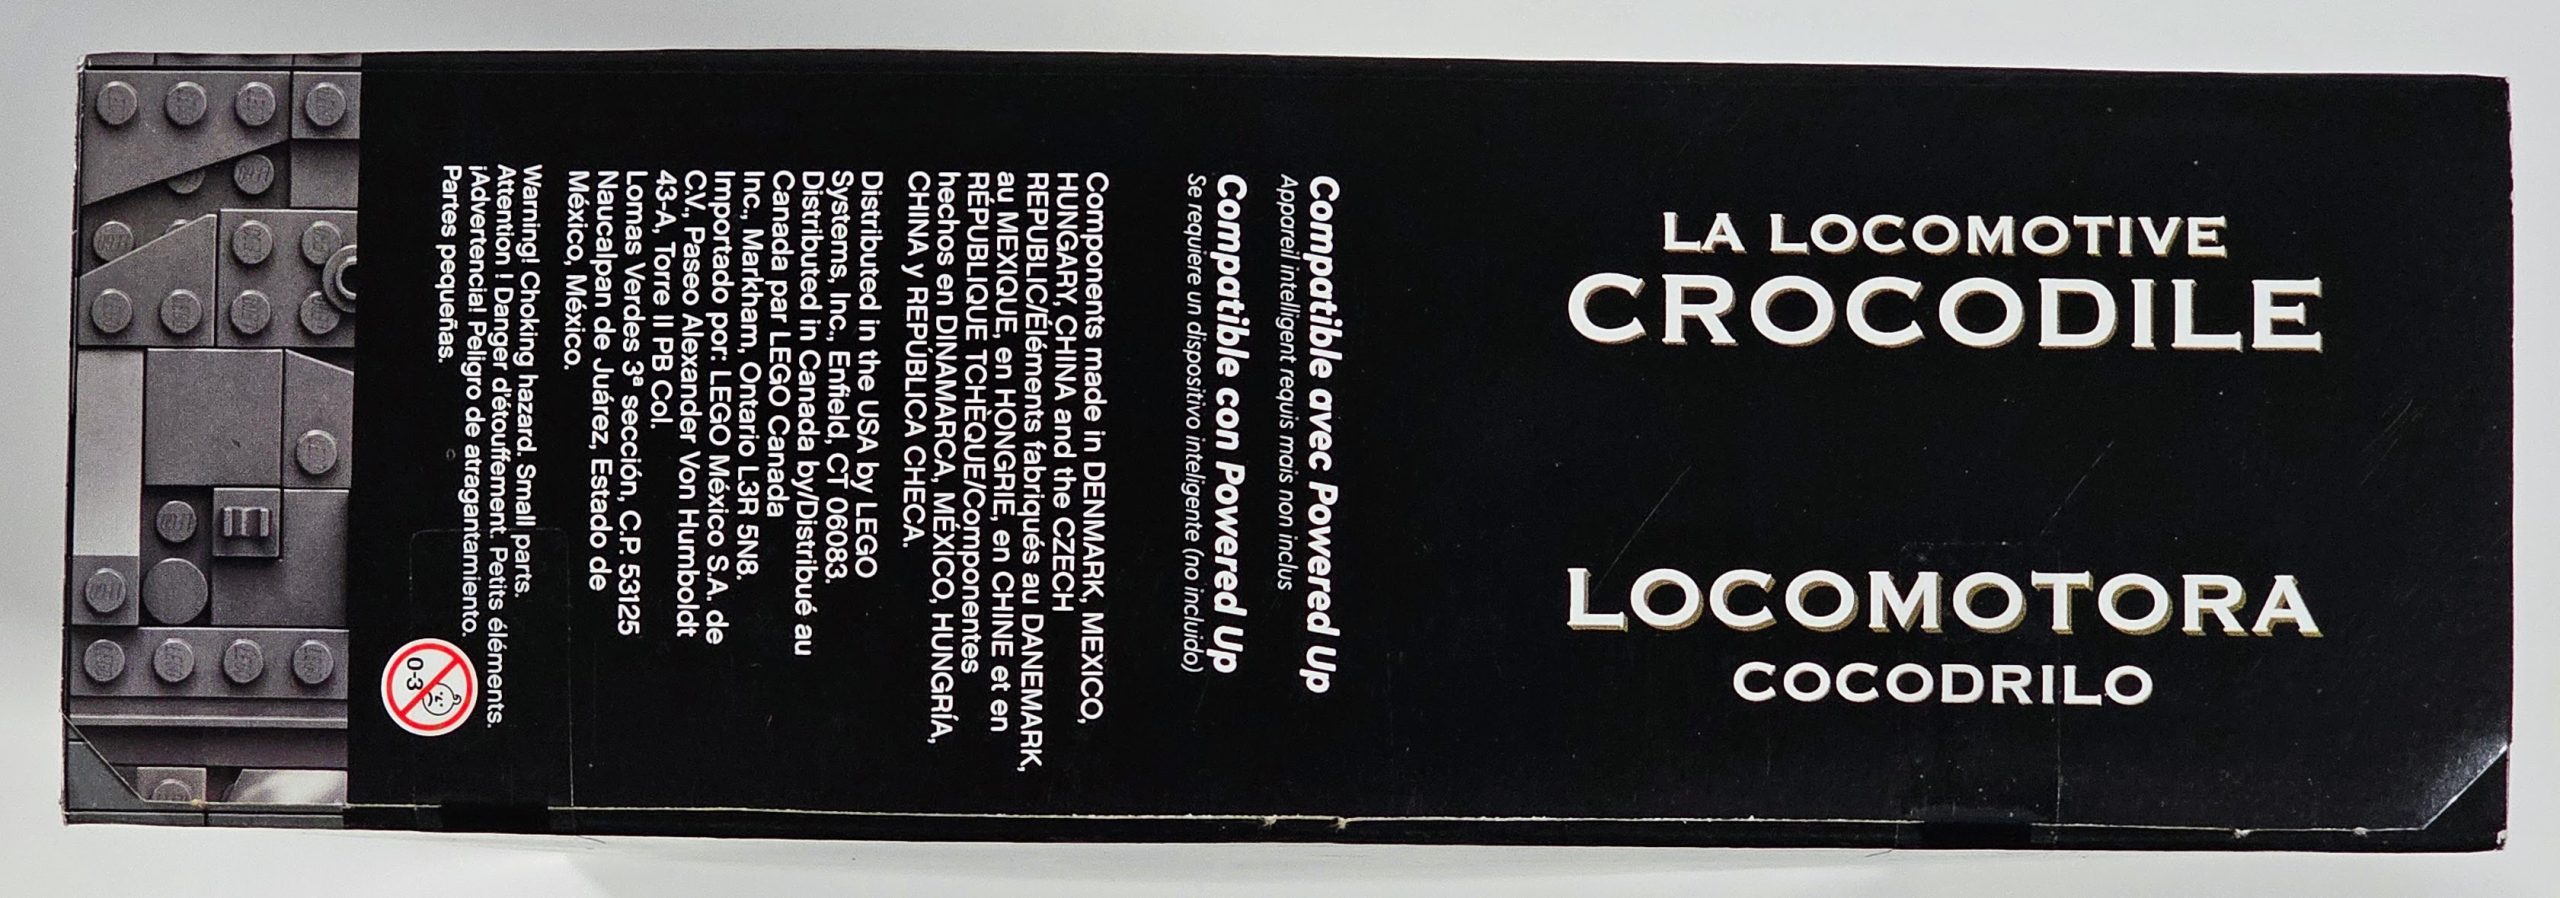 LA LOCOMOTIVE
CROCODILE
LOCOMOTORA
COCODRILO
Compatible avec Powered Up
Appareil intelligent requis mais non inclus
Compatible con Powered Up
Se requiere un dispositivo inteligente (no incluido)
Components made in DENMARK, MEXICO,
HUNGARY, CHINA and the CZECH
REPUBLIC/Éléments fabriqués au DANEMARK,
au MEXIQUE, en HONGRIE, en CHINE et en
RÉPUBLIQUE TCHÈQUE/Componentes
hechos en DINAMARCA, MÉXICO, HUNGRÍA,
CHINA y REPÚBLICA CHECA.
Distributed in the USA by LEGO
Systems, Inc., Enfield, CT 06083.
Distributed in Canada by/Distribué au
Canada par LEGO Canada
Inc., Markham, Ontario L3R 5N8.
Importado por: LEGO México S.A. de
C.V., Paseo Alexander Von Humboldt
43-A, Torre II PB Col.
Lomas Verdes 3ª sección, C.P. 53125
Naucalpan de Juárez, Estado de
México, México.
Warning! Choking hazard. Small parts.
Attention ! Danger d'étouffement. Petits éléments.
¡Advertencia! Peligro de atragantamiento.
Partes pequeñas.
0-3